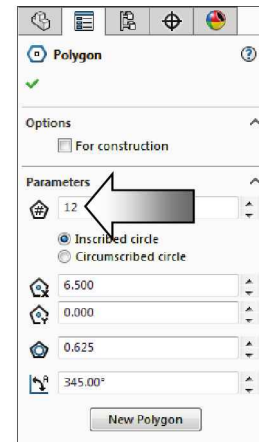 Polygon
Options
For construction
Parameters
12
Inscribed circle
Circumscribed circle
6.500
0.000
0.625
345.00°
New Polygon